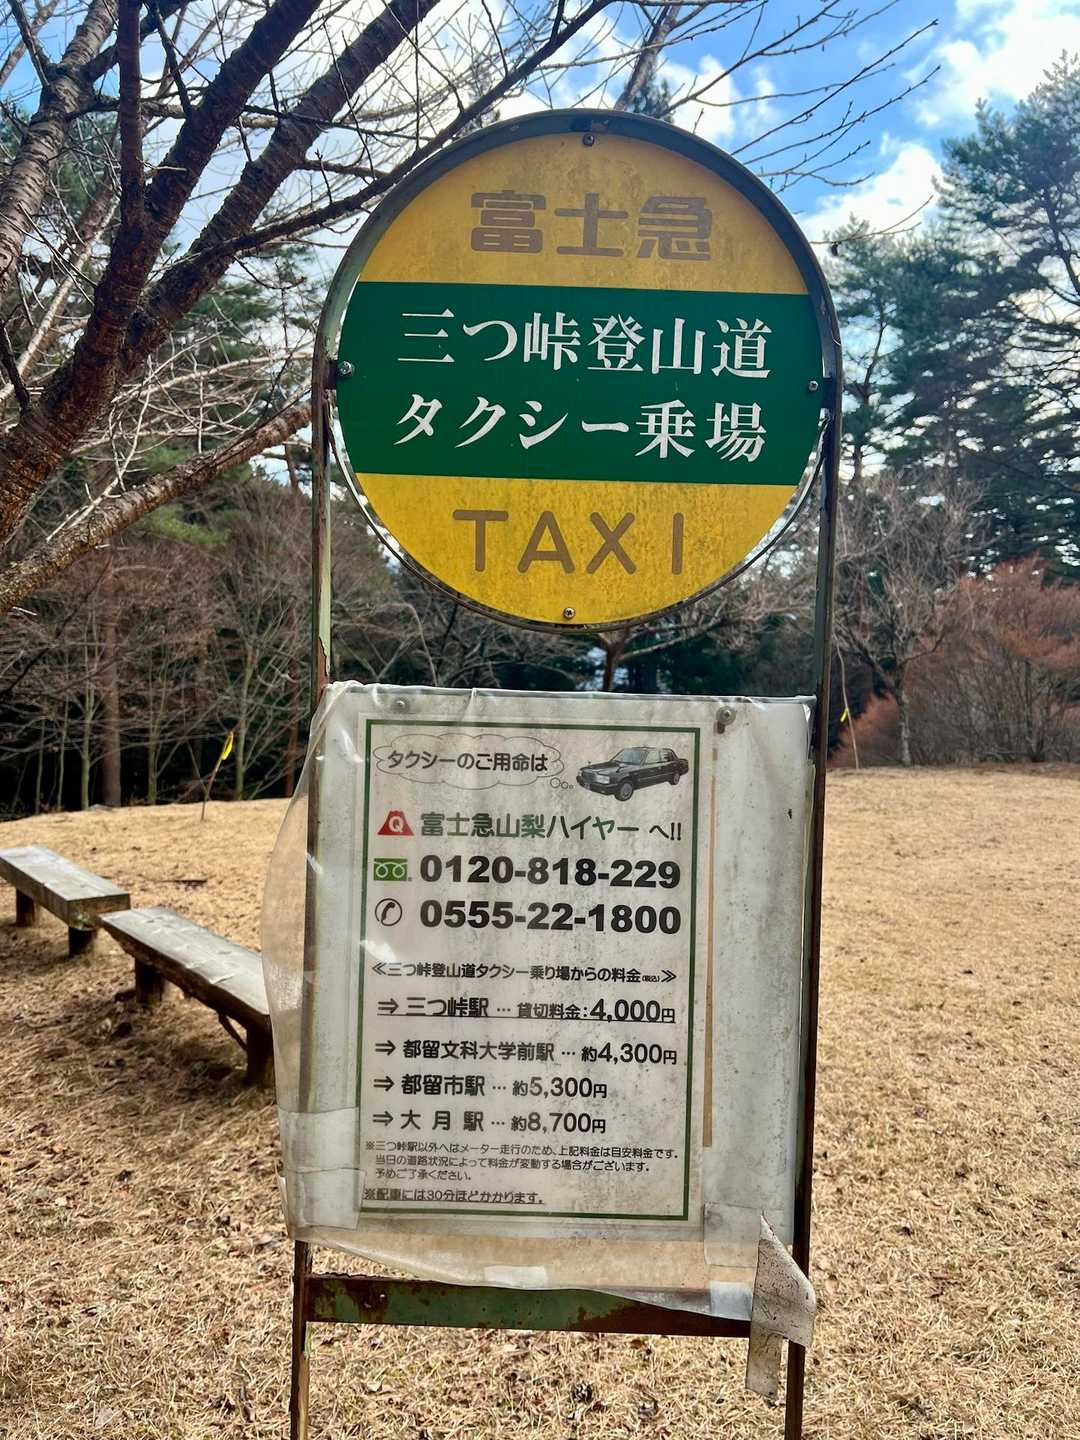 富士急
三つ峠登山道
タクシー乗場
TAXI
タクシーのご用命は
Q 富士急山梨ハイヤー へ!!
0120-818-229
0555-22-1800
≪三つ峠登山道タクシー乗り場からの料金(税込)≫
⇒ 三つ峠駅 … 貸切料金:4,000円
⇒ 都留文科大学前駅 … 約4,300円
⇒ 都留市駅 … 約5,300円
⇒ 大月駅 … 約8,700円
※三つ峠駅以外へはメーター走行のため、上記料金は目安料金です。
当日の道路状況によって料金が変動する場合がございます。
予めご了承ください。
※配車には30分ほどかかります。